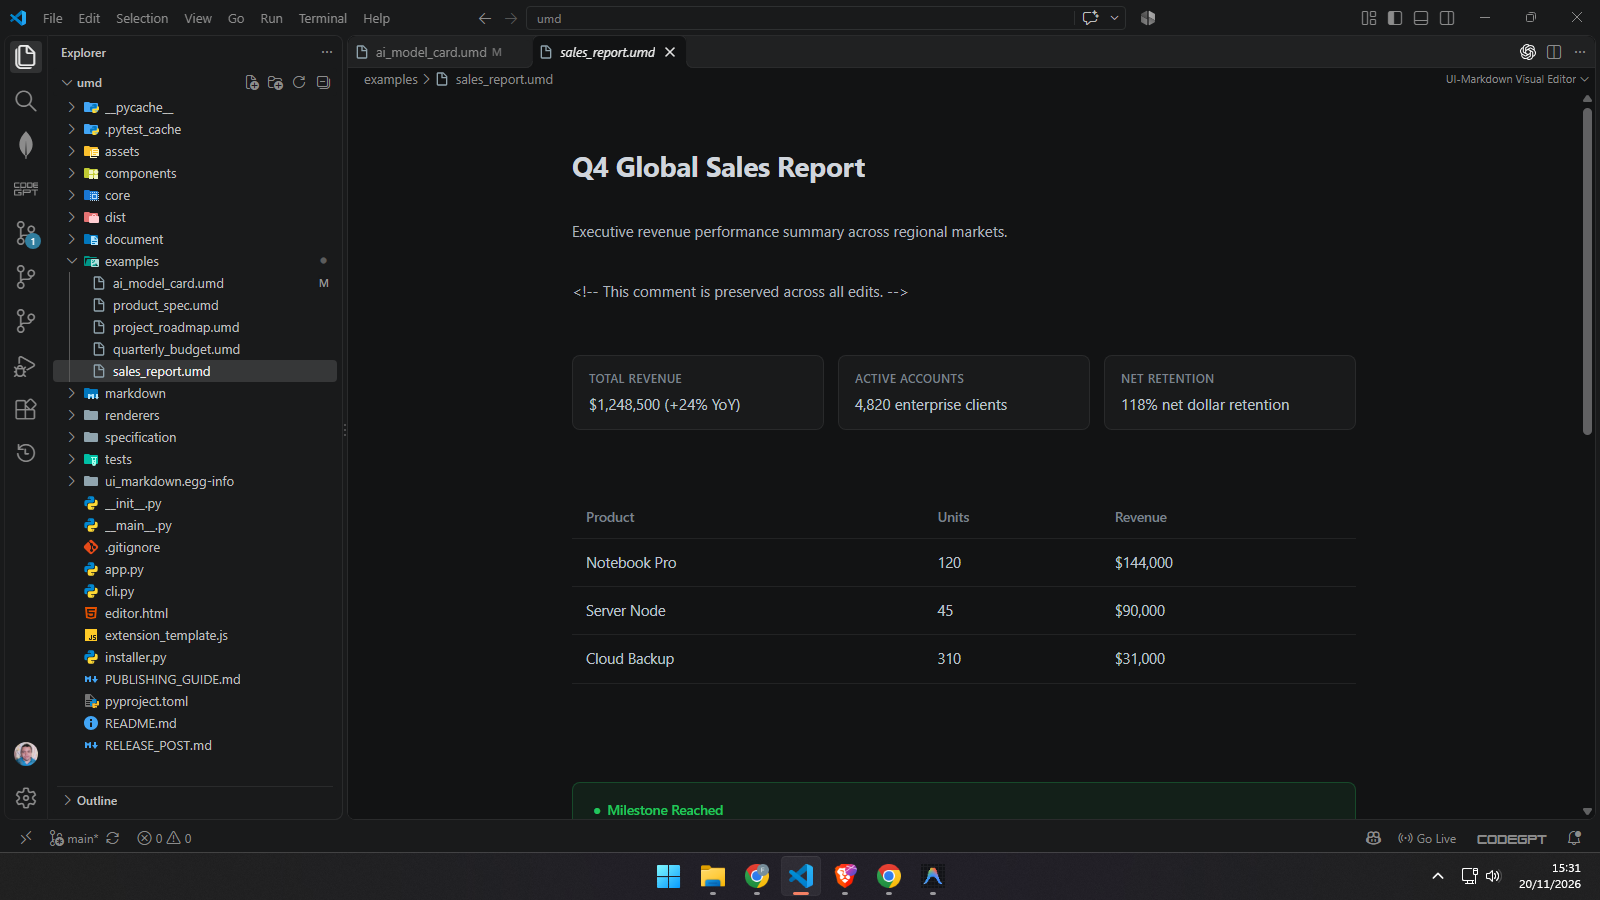 File Edit Selection View Go Run Terminal Help
umd
Explorer
umd
__pycache__
.pytest_cache
assets
components
core
dist
document
examples
ai_model_card.umd M
product_spec.umd
project_roadmap.umd
quarterly_budget.umd
sales_report.umd
markdown
renderers
specification
tests
ui_markdown.egg-info
__init__.py
__main__.py
.gitignore
app.py
cli.py
editor.html
extension_template.js
installer.py
PUBLISHING_GUIDE.md
pyproject.toml
README.md
RELEASE_POST.md
Outline
CODE
GPT
1
ai_model_card.umd M
sales_report.umd
examples > sales_report.umd
UI-Markdown Visual Editor
Q4 Global Sales Report
Executive revenue performance summary across regional markets.
<!-- This comment is preserved across all edits. -->
TOTAL REVENUE
$1,248,500 (+24% YoY)
ACTIVE ACCOUNTS
4,820 enterprise clients
NET RETENTION
118% net dollar retention
Product Units Revenue
Notebook Pro 120 $144,000
Server Node 45 $90,000
Cloud Backup 310 $31,000
● Milestone Reached
main* 0 0
Go Live CODEGPT
15:31
20/11/2026